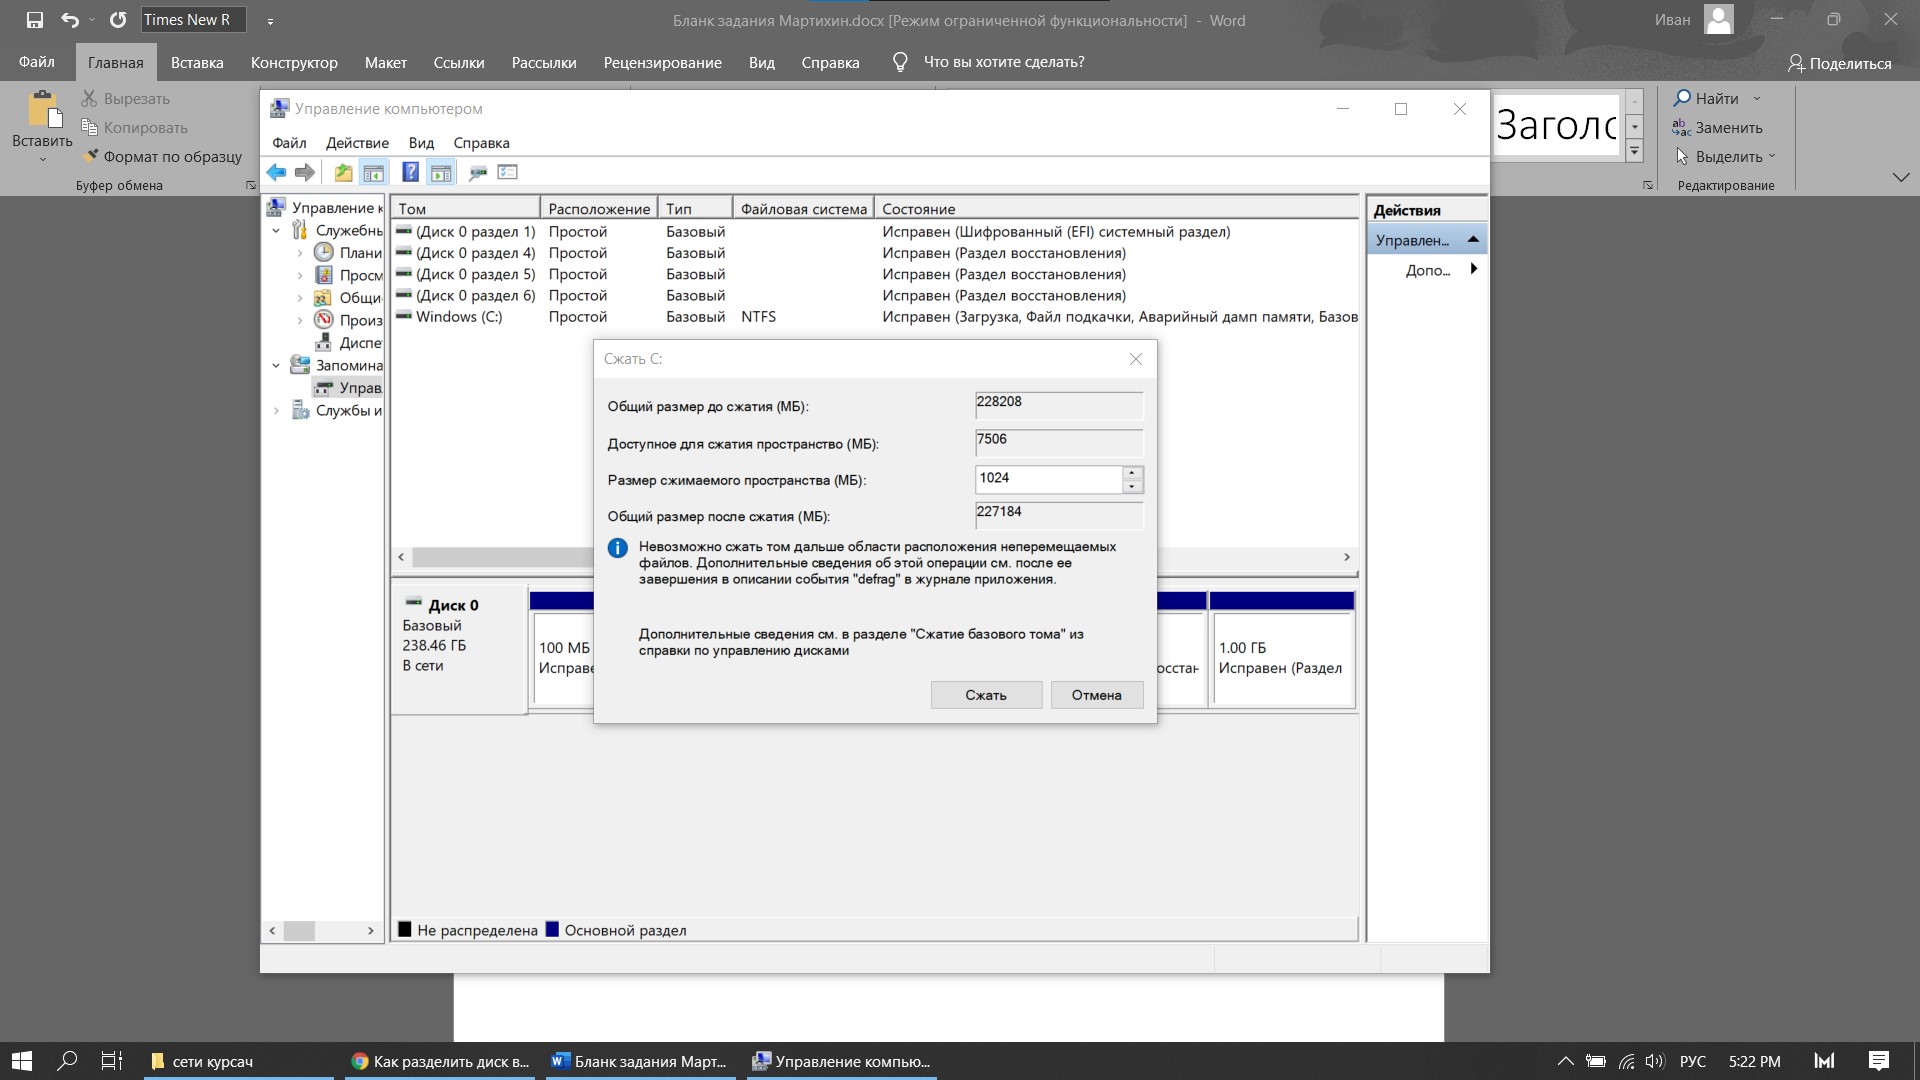 Times New R
Бланк задания Мартихин.docx [Режим ограниченной функциональности] - Word
Иван
Файл
Главная
Вставка
Конструктор
Макет
Ссылки
Рассылки
Рецензирование
Вид
Справка
Что вы хотите сделать?
Поделиться
Вставить
Вырезать
Копировать
Формат по образцу
Буфер обмена
Заголо
Найти
Заменить
Выделить
Редактирование
Управление компьютером
Файл Действие Вид Справка
Управление к
Служебнь
Плани
Просм
Общи
Произ
Диспе
Запомина
Управ
Службы и
Том Расположение Тип Файловая система Состояние
(Диск 0 раздел 1) Простой Базовый Исправен (Шифрованный (EFI) системный раздел)
(Диск 0 раздел 4) Простой Базовый Исправен (Раздел восстановления)
(Диск 0 раздел 5) Простой Базовый Исправен (Раздел восстановления)
(Диск 0 раздел 6) Простой Базовый Исправен (Раздел восстановления)
Windows (C:) Простой Базовый NTFS Исправен (Загрузка, Файл подкачки, Аварийный дамп памяти, Базов
Действия
Управлен...
Допо...
Сжать C:
Общий размер до сжатия (МБ): 228208
Доступное для сжатия пространство (МБ): 7506
Размер сжимаемого пространства (МБ): 1024
Общий размер после сжатия (МБ): 227184
Невозможно сжать том дальше области расположения неперемещаемых
файлов. Дополнительные сведения об этой операции см. после ее
завершения в описании события "defrag" в журнале приложения.
Дополнительные сведения см. в разделе "Сжатие базового тома" из
справки по управлению дисками
Сжать Отмена
Диск 0
Базовый
238.46 ГБ
В сети
100 МБ
Исправе
осстан
1.00 ГБ
Исправен (Раздел
Не распределена Основной раздел
сети курсач
Как разделить диск в...
Бланк задания Март...
Управление компью...
РУС
5:22 PM